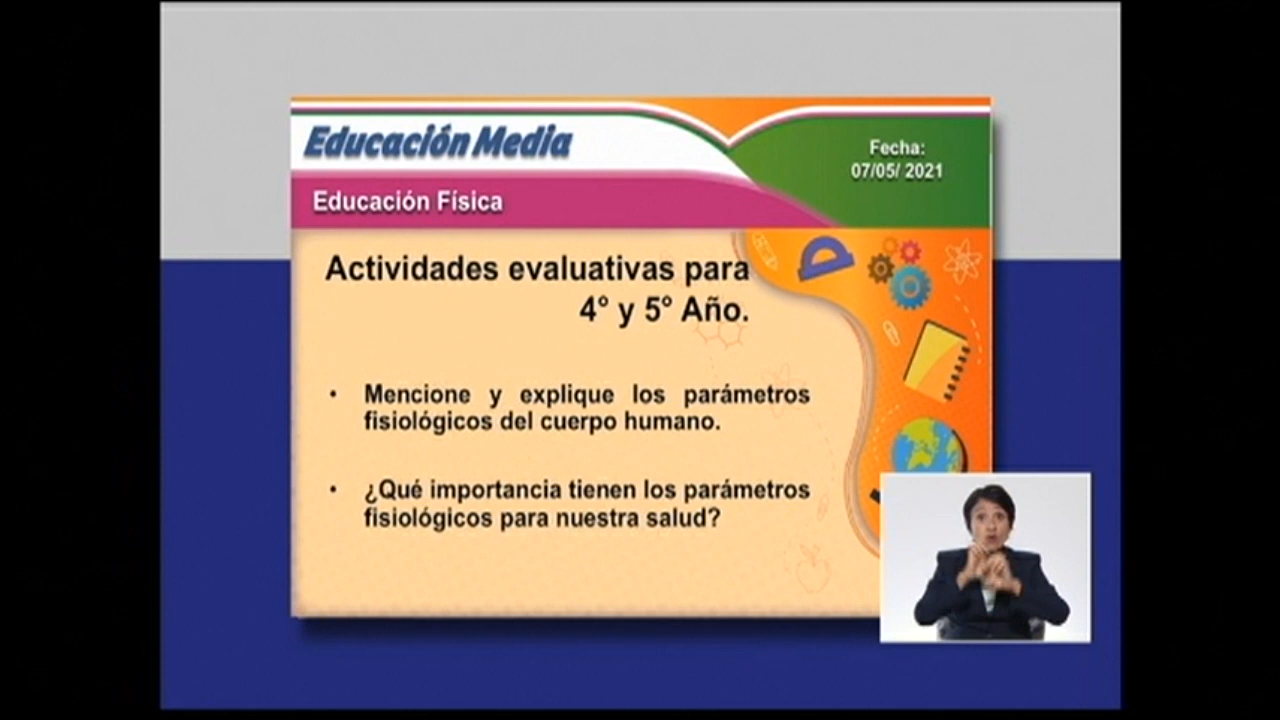 Educación Media
Fecha:
07/05/ 2021
Educación Física
Actividades evaluativas para
4° y 5° Año.
• Mencione y explique los parámetros
fisiológicos del cuerpo humano.
• ¿Qué importancia tienen los parámetros
fisiológicos para nuestra salud?